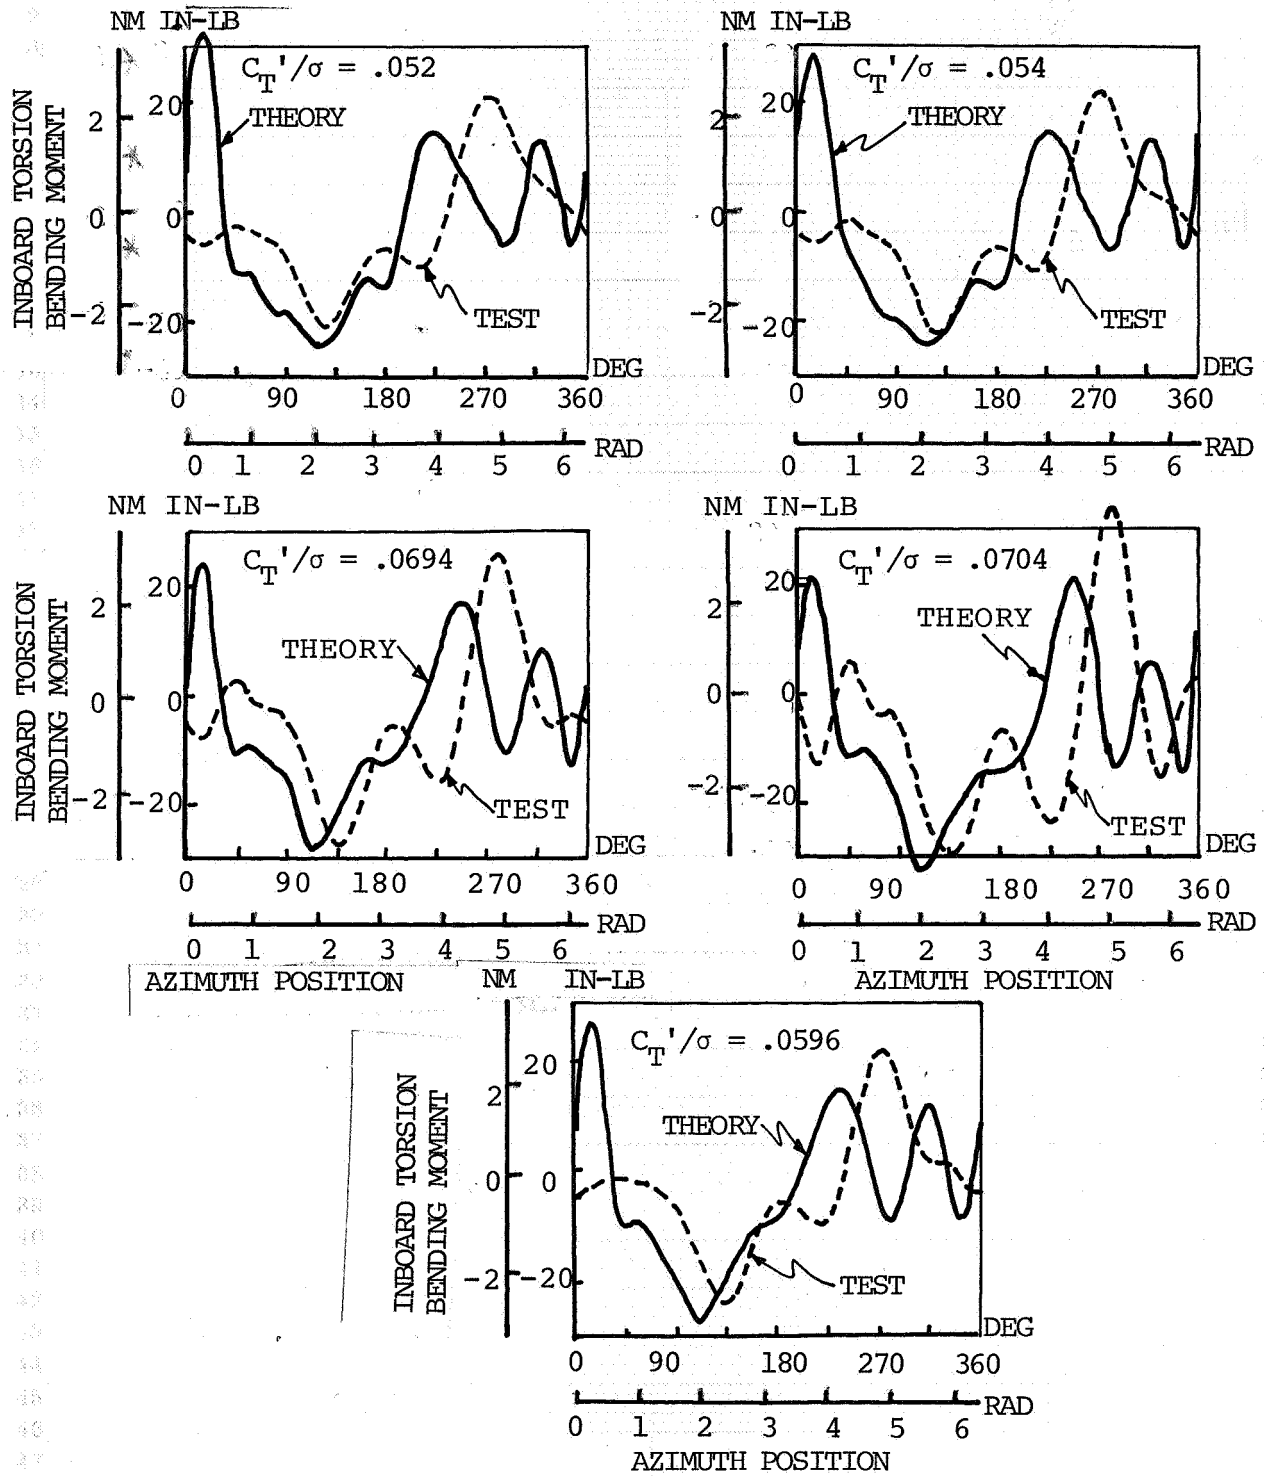 NM IN-LB
C_T'/σ = .052
THEORY
TEST
INBOARD TORSION
BENDING MOMENT
2
0
-2
20
0
-20
DEG
0 90 180 270 360
RAD
0 1 2 3 4 5 6
NM IN-LB
C_T'/σ = .054
THEORY
TEST
2
0
-2
20
0
-20
DEG
0 90 180 270 360
RAD
0 1 2 3 4 5 6
NM IN-LB
C_T'/σ = .0694
THEORY
TEST
INBOARD TORSION
BENDING MOMENT
2
0
-2
20
0
-20
DEG
0 90 180 270 360
RAD
0 1 2 3 4 5 6
AZIMUTH POSITION
NM IN-LB
C_T'/σ = .0704
THEORY
TEST
2
0
-2
20
0
-20
DEG
0 90 180 270 360
RAD
0 1 2 3 4 5 6
AZIMUTH POSITION
NM IN-LB
C_T'/σ = .0596
THEORY
TEST
INBOARD TORSION
BENDING MOMENT
2
0
-2
20
0
-20
DEG
0 90 180 270 360
RAD
0 1 2 3 4 5 6
AZIMUTH POSITION